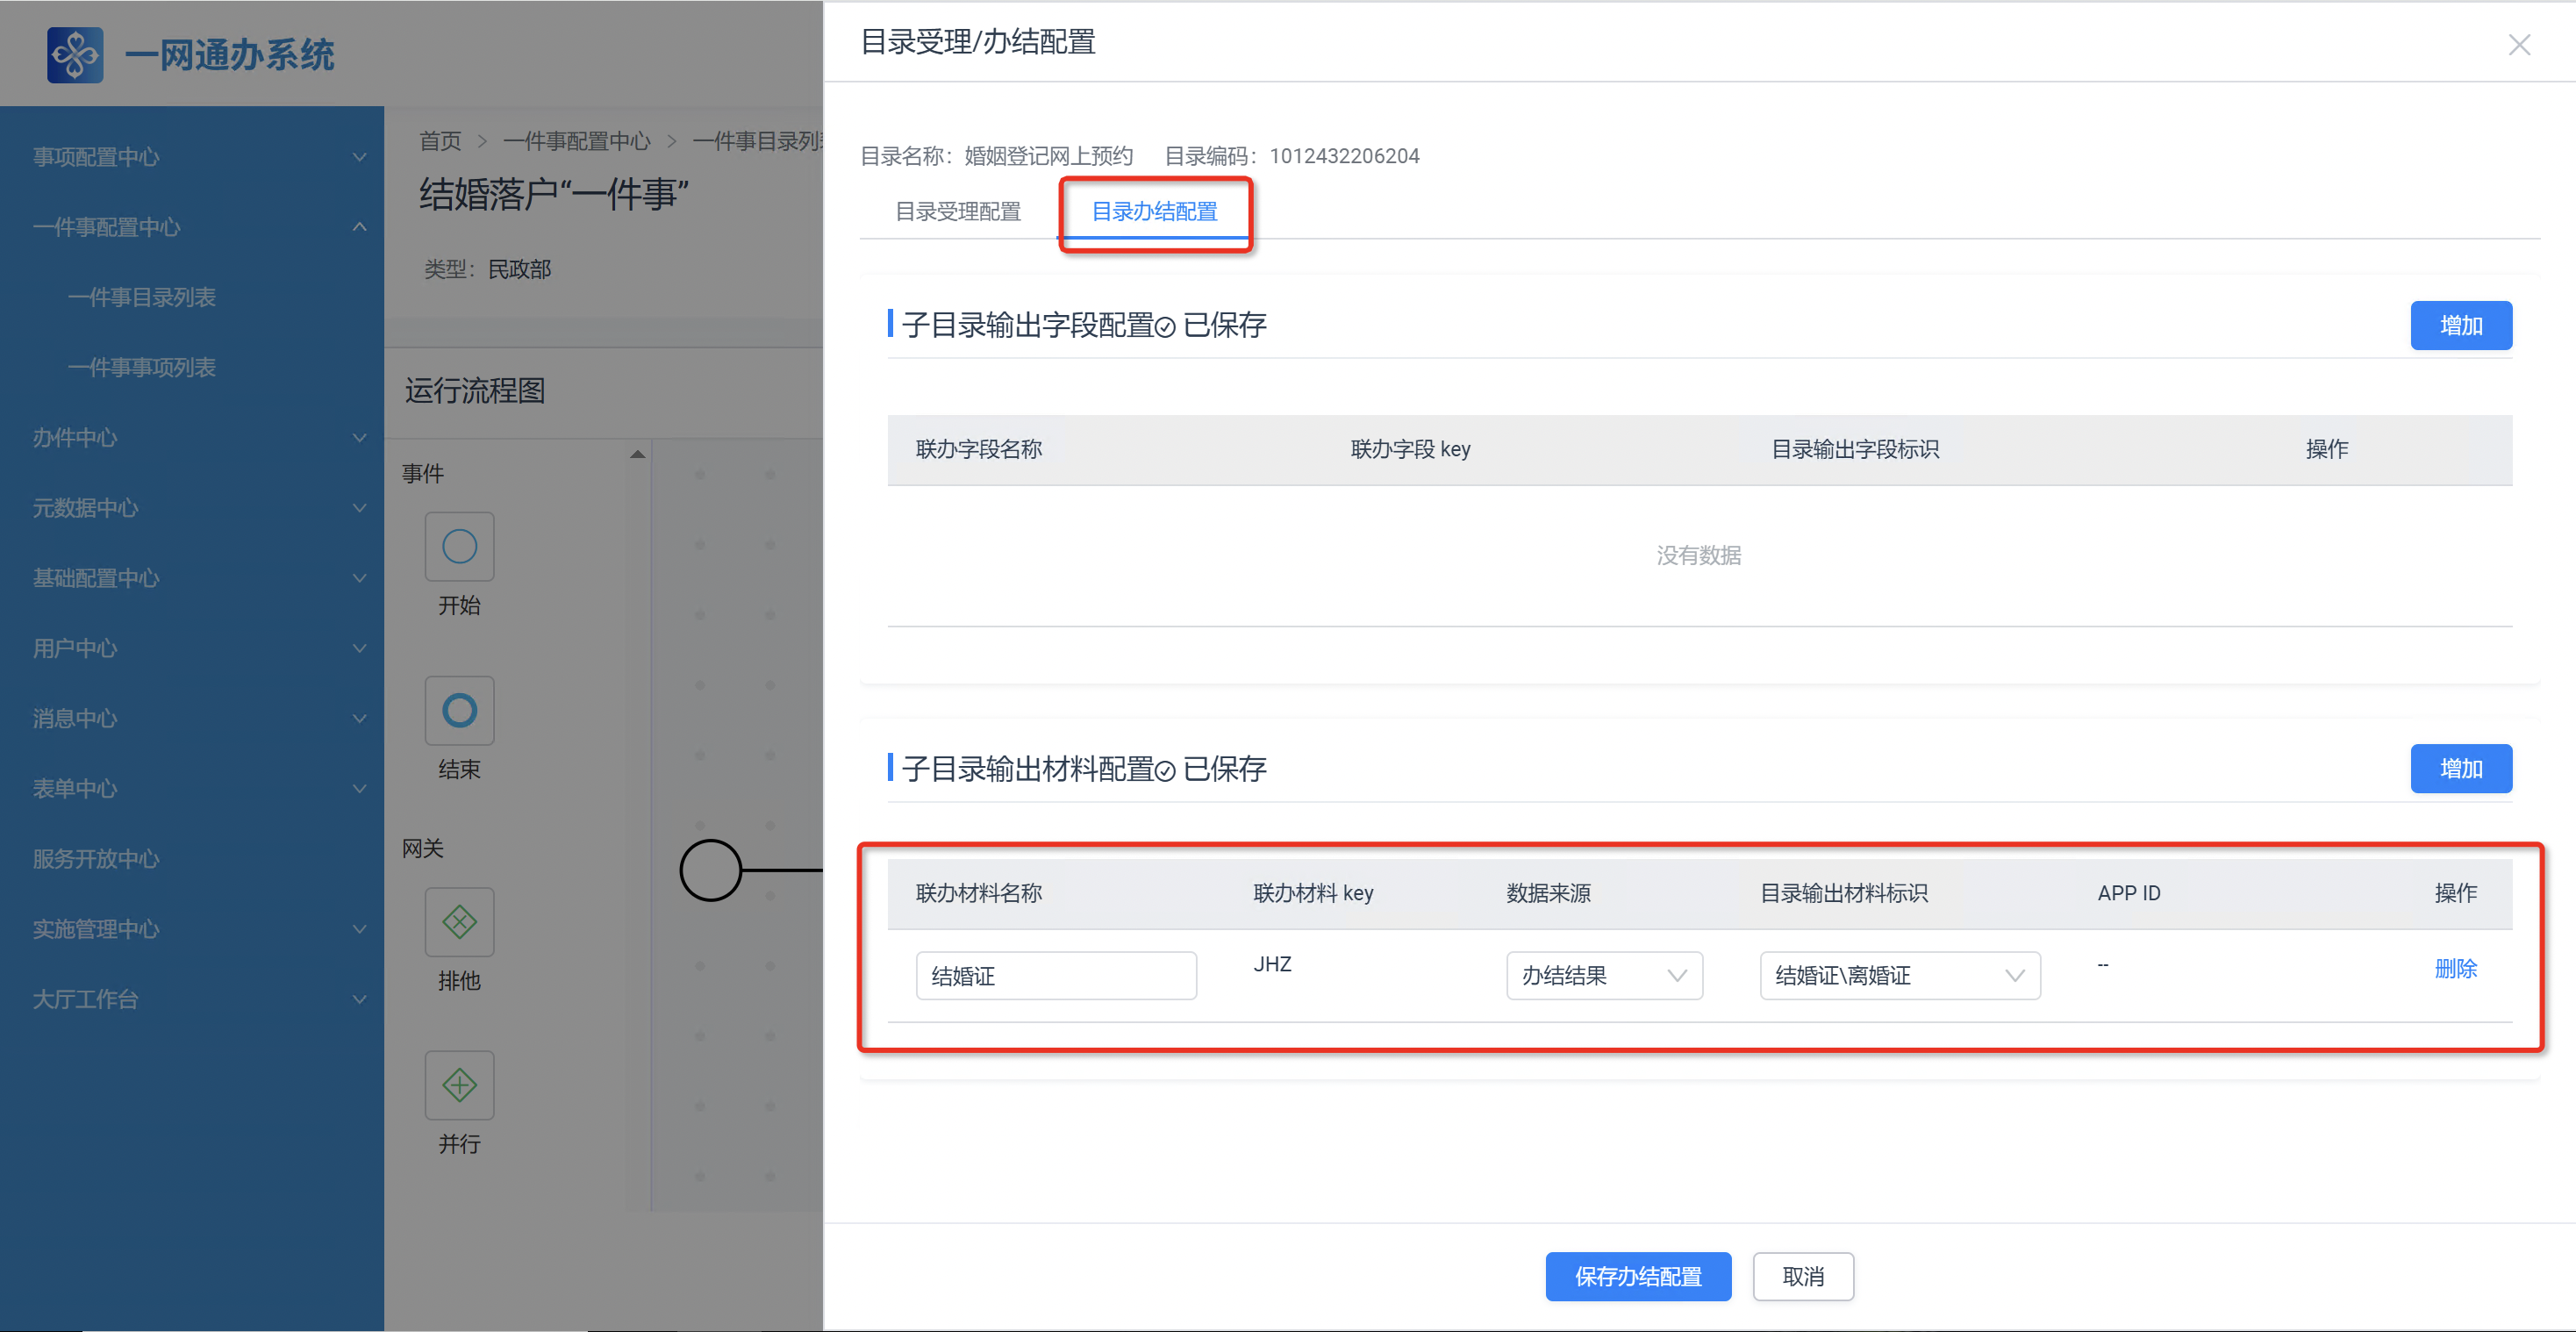 一网通办系统
事项配置中心
一件事配置中心
一件事目录列表
一件事事项列表
办件中心
元数据中心
基础配置中心
用户中心
消息中心
表单中心
服务开放中心
实施管理中心
大厅工作台
首页 > 一件事配置中心 > 一件事目录列
结婚落户“一件事”
类型：民政部
运行流程图
事件
开始
结束
网关
排他
并行
目录受理/办结配置
目录名称：婚姻登记网上预约 目录编码：1012432206204
目录受理配置 目录办结配置
子目录输出字段配置 已保存 增加
联办字段名称 联办字段 key 目录输出字段标识 操作
没有数据
子目录输出材料配置 已保存 增加
联办材料名称 联办材料 key 数据来源 目录输出材料标识 APP ID 操作
结婚证 JHZ 办结结果 结婚证\离婚证 -- 删除
保存办结配置 取消